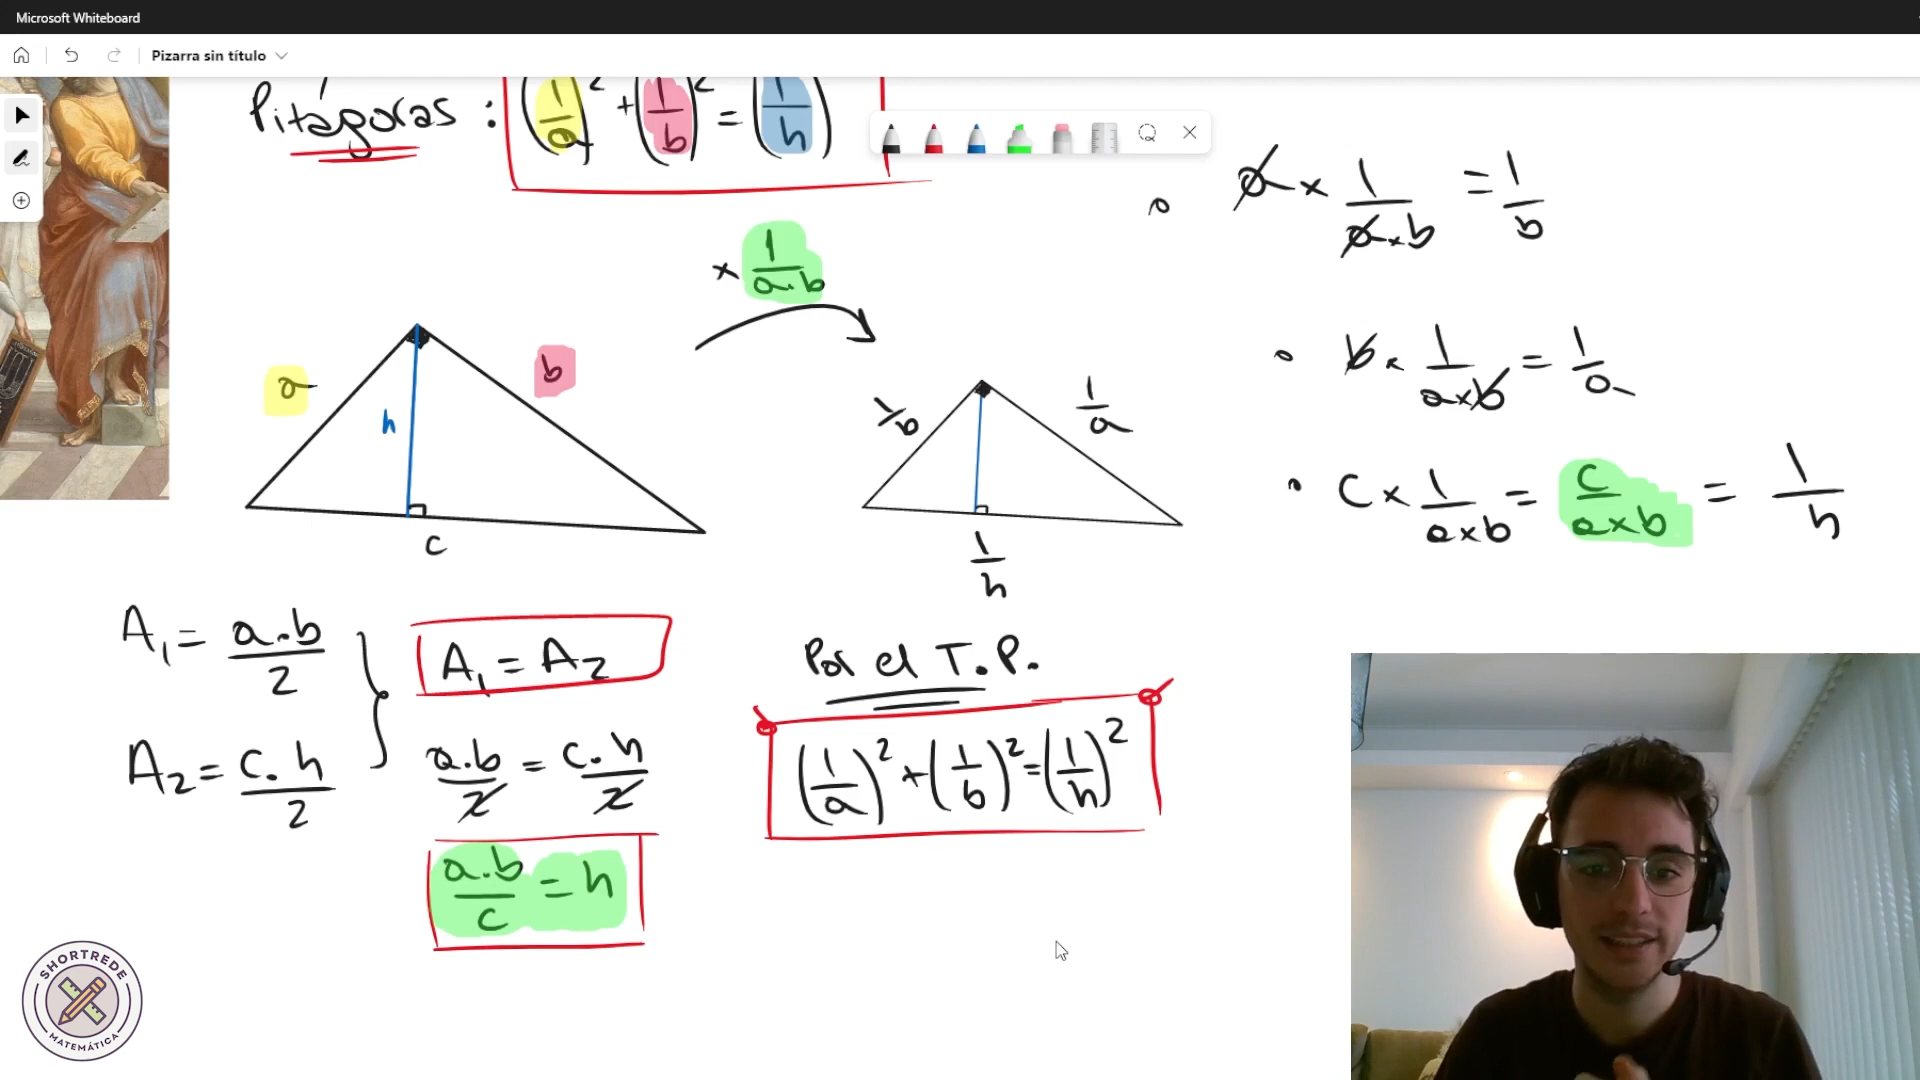 Microsoft Whiteboard
Pizarra sin título
Pitágoras : (1/a)² + (1/b)² = (1/h)
a × 1/(a×b) = 1/b
× 1/(a·b)
b × 1/(a×b) = 1/a
a
b
h
c
1/b
1/a
1/h
c × 1/(a×b) = c/(a×b) = 1/h
A₁ = a·b/2
A₁ = A₂
Por el T.P.
A₂ = c·h/2
a·b/2 = c·h/2
(1/a)² + (1/b)² = (1/h)²
a·b/c = h
SHORTREDE
MATEMÁTICA